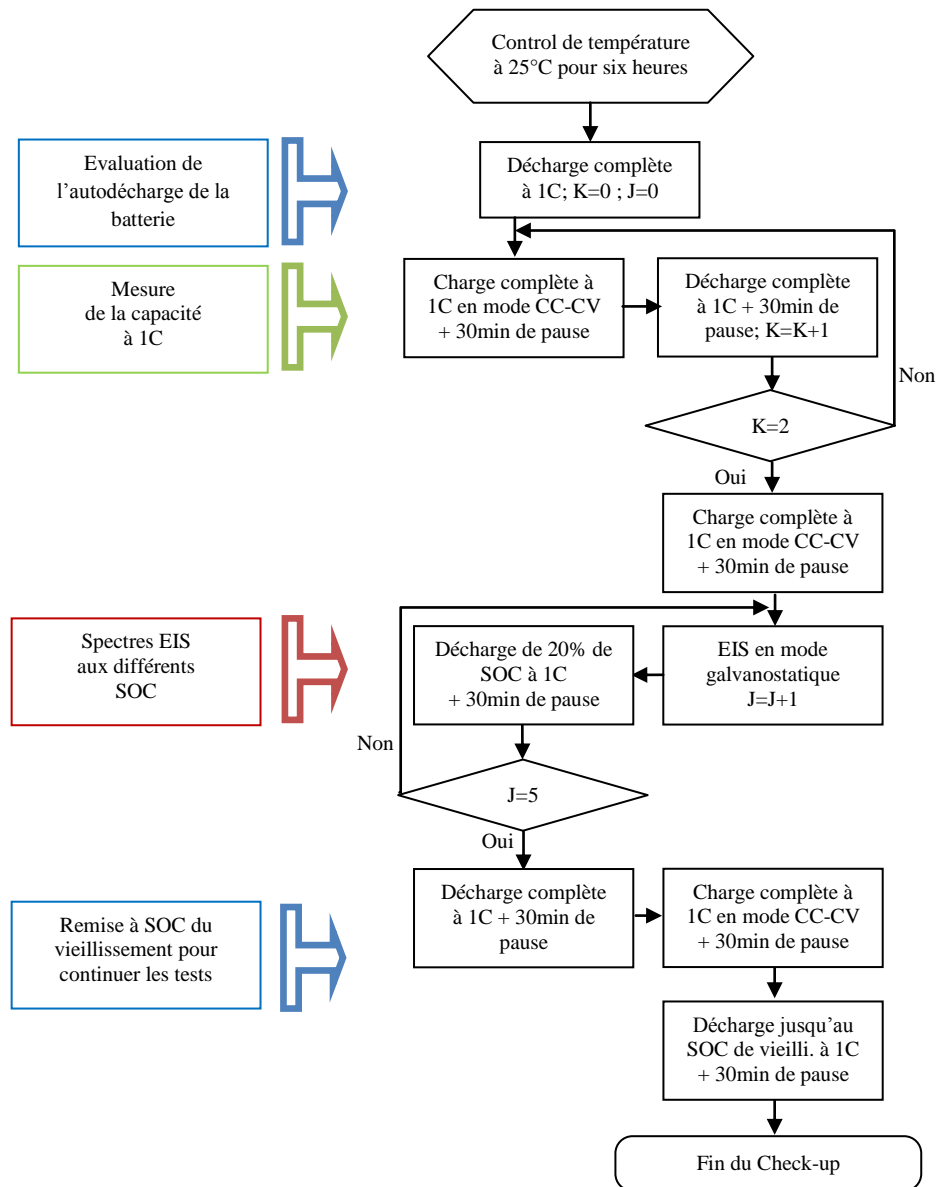 Control de température
à 25°C pour six heures
Evaluation de
l’autodécharge de la
batterie
Décharge complète
à 1C; K=0 ; J=0
Mesure
de la capacité
à 1C
Charge complète à
1C en mode CC-CV
+ 30min de pause
Décharge complète
à 1C + 30min de
pause; K=K+1
Non
K=2
Oui
Charge complète à
1C en mode CC-CV
+ 30min de pause
Spectres EIS
aux différents
SOC
Décharge de 20% de
SOC à 1C
+ 30min de pause
EIS en mode
galvanostatique
J=J+1
Non
J=5
Oui
Remise à SOC du
vieillissement pour
continuer les tests
Décharge complète
à 1C + 30min de
pause
Charge complète à
1C en mode CC-CV
+ 30min de pause
Décharge jusqu’au
SOC de vieilli. à 1C
+ 30min de pause
Fin du Check-up